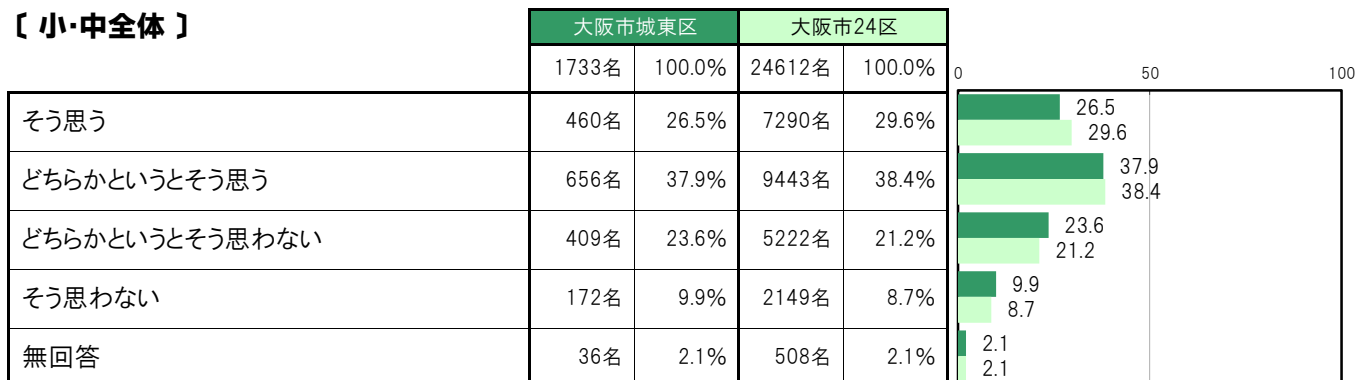 〔 小・中全体 〕
大阪市城東区 大阪市24区
1733名 100.0% 24612名 100.0%
0 50 100
そう思う 460名 26.5% 7290名 29.6%
26.5
29.6
どちらかというとそう思う 656名 37.9% 9443名 38.4%
37.9
38.4
どちらかというとそう思わない 409名 23.6% 5222名 21.2%
23.6
21.2
そう思わない 172名 9.9% 2149名 8.7%
9.9
8.7
無回答 36名 2.1% 508名 2.1%
2.1
2.1